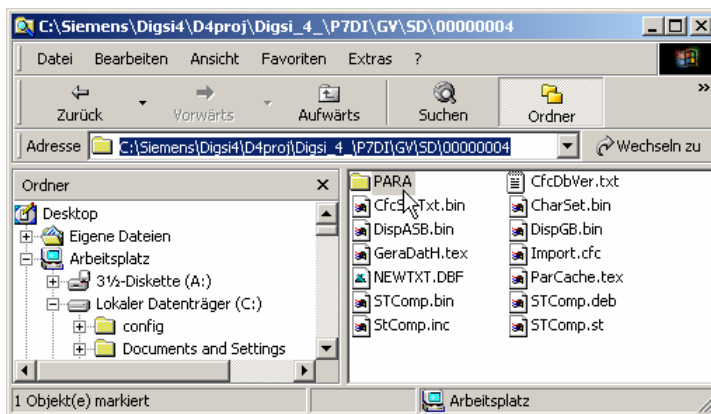 C:\Siemens\Digsi4\D4proj\Digsi_4_\P7DI\GV\SD\00000004
Datei Bearbeiten Ansicht Favoriten Extras ?
Zurück Vorwärts Aufwärts Suchen Ordner »
Adresse C:\Siemens\Digsi4\D4proj\Digsi_4_\P7DI\GV\SD\00000004 Wechseln zu
Ordner
Desktop
Eigene Dateien
Arbeitsplatz
3½-Diskette (A:)
Lokaler Datenträger (C:)
config
Documents and Settings
PARA CfcDbVer.txt
CharSet.bin
DispASB.bin DispGB.bin
GeraDatH.tex Import.cfc
NEWTXT.DBF ParCache.tex
STComp.bin STComp.deb
StComp.inc STComp.st
1 Objekt(e) markiert Arbeitsplatz